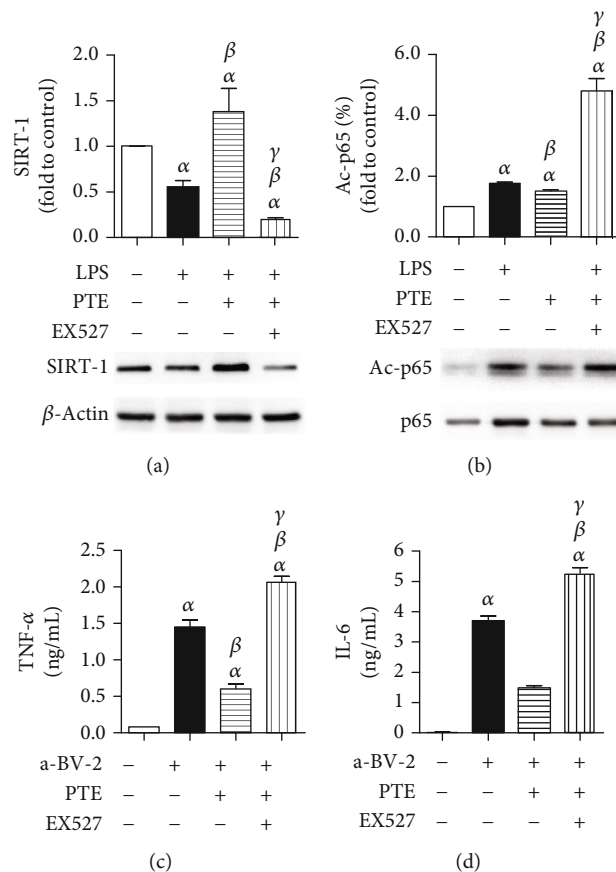 SIRT-1
(fold to control)
2.0
1.5
1.0
0.5
0.0
α
β
α
γ
β
α
LPS − + + +
PTE − − + +
EX527 − − − +
SIRT-1
β-Actin
(a)
Ac-p65 (%)
(fold to control)
6.0
4.0
2.0
0.0
α
β
α
γ
β
α
LPS − + − +
PTE − − + +
EX527 − − − +
Ac-p65
p65
(b)
TNF-α
(ng/mL)
2.5
2.0
1.5
1.0
0.5
0.0
α
β
α
γ
β
α
a-BV-2 − + + +
PTE − − + +
EX527 − − − +
(c)
IL-6
(ng/mL)
6
5
4
3
2
1
0
α
γ
β
α
a-BV-2 − + + +
PTE − − + +
EX527 − − − +
(d)